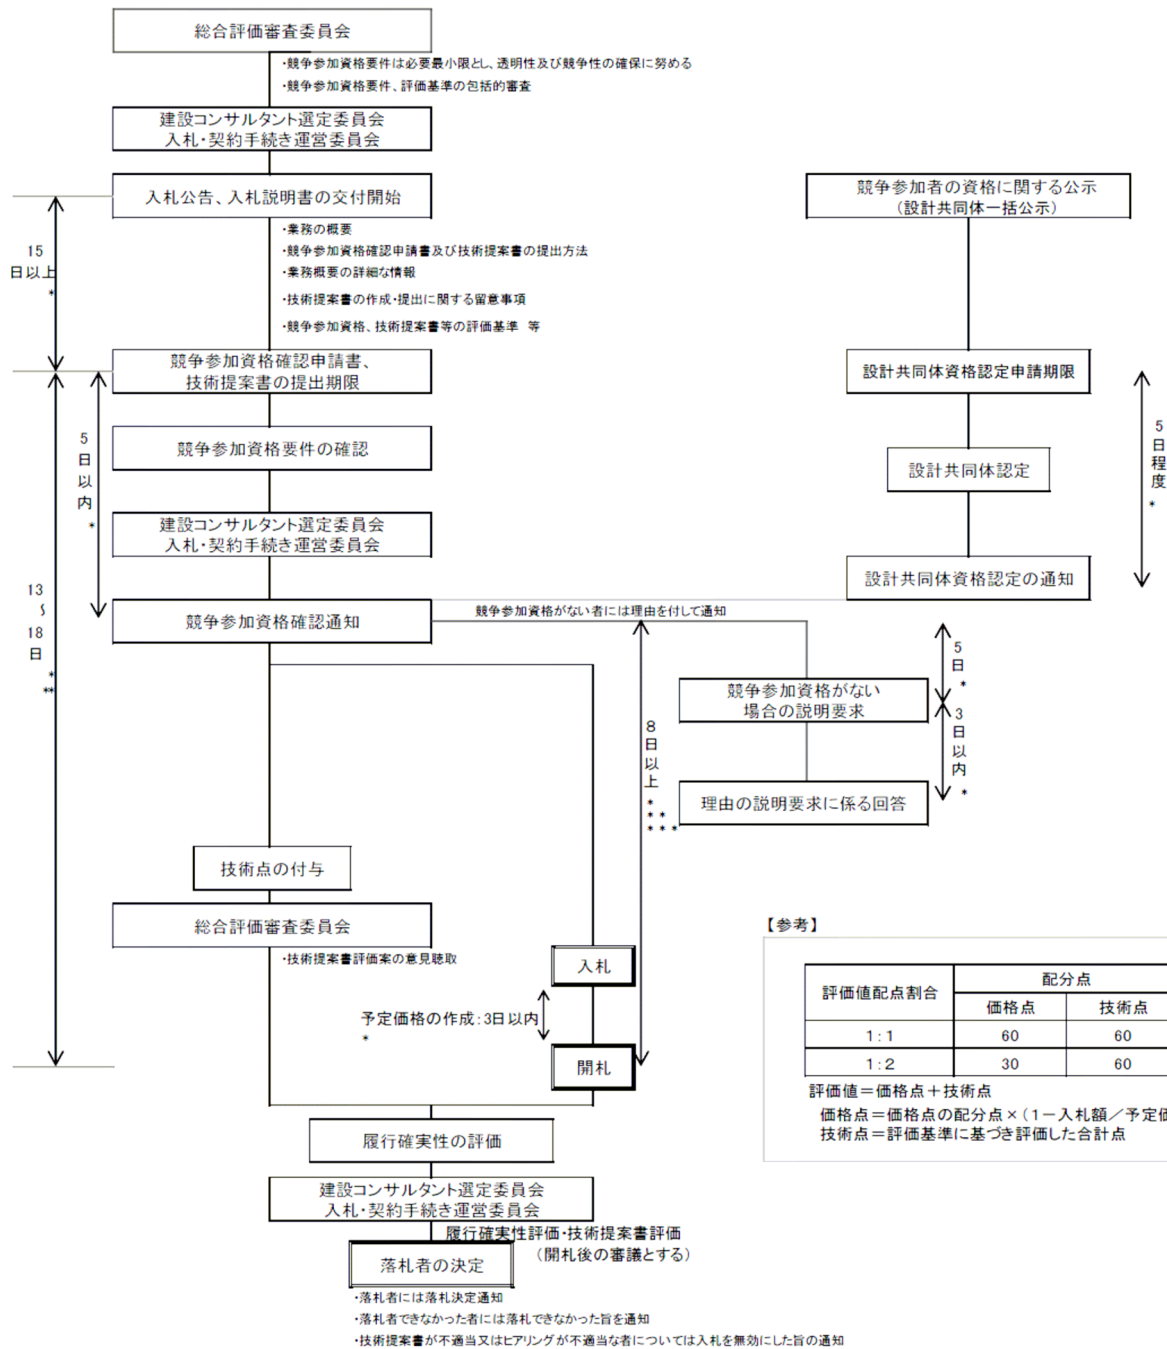 総合評価審査委員会
・競争参加資格要件は必要最小限とし、透明性及び競争性の確保に努める
・競争参加資格要件、評価基準の包括的審査
建設コンサルタント選定委員会
入札・契約手続き運営委員会
入札公告、入札説明書の交付開始
競争参加者の資格に関する公示
（設計共同体一括公示）
・業務の概要
・競争参加資格確認申請書及び技術提案書の提出方法
・業務概要の詳細な情報
・技術提案書の作成・提出に関する留意事項
・競争参加資格、技術提案書等の評価基準　等
15
日以上
*
競争参加資格確認申請書、
技術提案書の提出期限
設計共同体資格認定申請期限
5日以内
*
5日程度
*
競争参加資格要件の確認
設計共同体認定
建設コンサルタント選定委員会
入札・契約手続き運営委員会
設計共同体資格認定の通知
13
～
18
日
*
**
競争参加資格確認通知
競争参加資格がない者には理由を付して通知
5日
*
競争参加資格がない
場合の説明要求
3日以内
*
8日以上
*
**
***
理由の説明要求に係る回答
技術点の付与
総合評価審査委員会
・技術提案書評価案の意見聴取
入札
予定価格の作成：3日以内
*
開札
【参考】
評価値配点割合
配分点
価格点　技術点
1：1　60　60
1：2　30　60
評価値＝価格点＋技術点
価格点＝価格点の配分点×（1－入札額／予定価
技術点＝評価基準に基づき評価した合計点
履行確実性の評価
建設コンサルタント選定委員会
入札・契約手続き運営委員会
履行確実性評価・技術提案書評価
（開札後の審議とする）
落札者の決定
・落札者には落札決定通知
・落札者できなかった者には落札できなかった旨を通知
・技術提案書が不適当又はヒアリングが不適当な者については入札を無効にした旨の通知